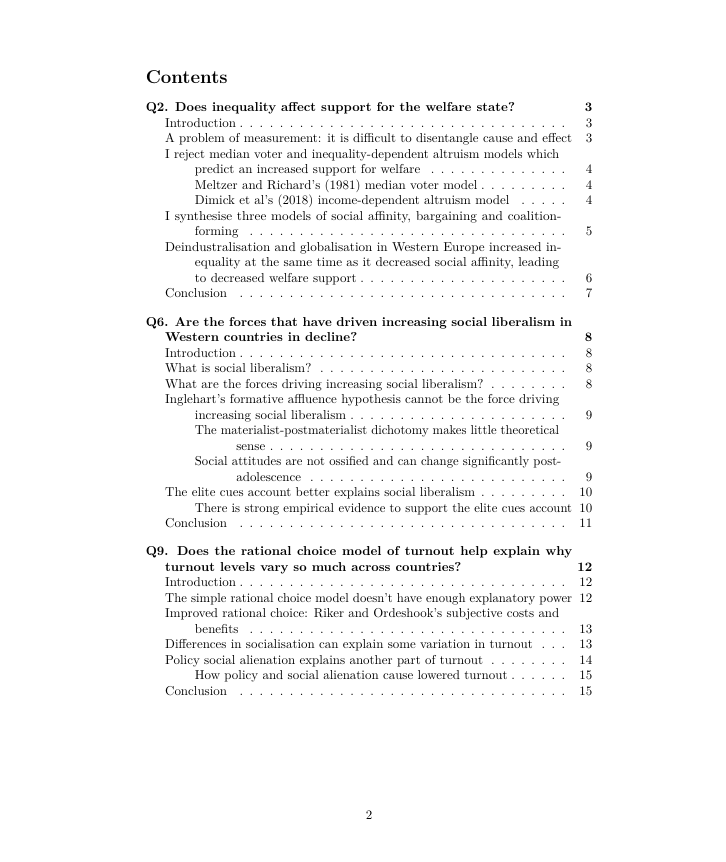 Contents
Q2. Does inequality affect support for the welfare state? 3
Introduction . . . . . . . . . . . . . . . . . . . . . . . . . . . . . . . . . 3
A problem of measurement: it is difficult to disentangle cause and effect 3
I reject median voter and inequality-dependent altruism models which
predict an increased support for welfare . . . . . . . . . . . . . . 4
Meltzer and Richard's (1981) median voter model . . . . . . . . . 4
Dimick et al's (2018) income-dependent altruism model . . . . . 4
I synthesise three models of social affinity, bargaining and coalition-
forming . . . . . . . . . . . . . . . . . . . . . . . . . . . . . . . . 5
Deindustralisation and globalisation in Western Europe increased in-
equality at the same time as it decreased social affinity, leading
to decreased welfare support . . . . . . . . . . . . . . . . . . . . . 6
Conclusion . . . . . . . . . . . . . . . . . . . . . . . . . . . . . . . . . 7
Q6. Are the forces that have driven increasing social liberalism in
Western countries in decline? 8
Introduction . . . . . . . . . . . . . . . . . . . . . . . . . . . . . . . . . 8
What is social liberalism? . . . . . . . . . . . . . . . . . . . . . . . . . 8
What are the forces driving increasing social liberalism? . . . . . . . . 8
Inglehart's formative affluence hypothesis cannot be the force driving
increasing social liberalism . . . . . . . . . . . . . . . . . . . . . . 9
The materialist-postmaterialist dichotomy makes little theoretical
sense . . . . . . . . . . . . . . . . . . . . . . . . . . . . . . 9
Social attitudes are not ossified and can change significantly post-
adolescence . . . . . . . . . . . . . . . . . . . . . . . . . . 9
The elite cues account better explains social liberalism . . . . . . . . . 10
There is strong empirical evidence to support the elite cues account 10
Conclusion . . . . . . . . . . . . . . . . . . . . . . . . . . . . . . . . . 11
Q9. Does the rational choice model of turnout help explain why
turnout levels vary so much across countries? 12
Introduction . . . . . . . . . . . . . . . . . . . . . . . . . . . . . . . . . 12
The simple rational choice model doesn't have enough explanatory power 12
Improved rational choice: Riker and Ordeshook's subjective costs and
benefits . . . . . . . . . . . . . . . . . . . . . . . . . . . . . . . . 13
Differences in socialisation can explain some variation in turnout . . . 13
Policy social alienation explains another part of turnout . . . . . . . . 14
How policy and social alienation cause lowered turnout . . . . . . 15
Conclusion . . . . . . . . . . . . . . . . . . . . . . . . . . . . . . . . . 15
2